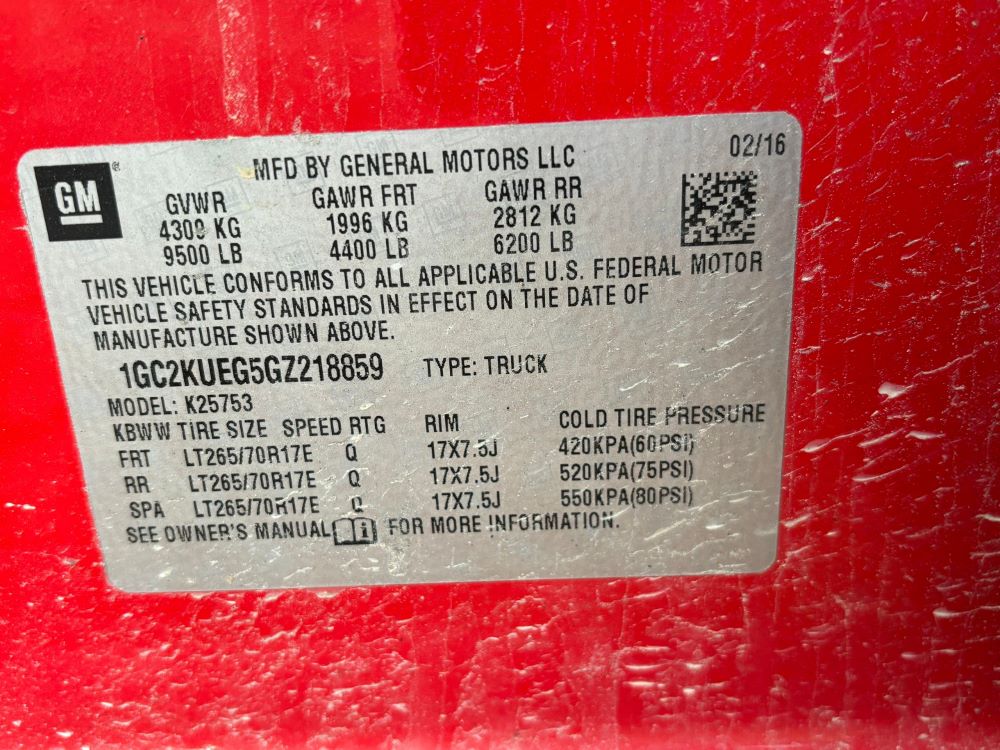 GM
MFD BY GENERAL MOTORS LLC
02/16
GVWR GAWR FRT GAWR RR
4309 KG 1996 KG 2812 KG
9500 LB 4400 LB 6200 LB
THIS VEHICLE CONFORMS TO ALL APPLICABLE U.S. FEDERAL MOTOR
VEHICLE SAFETY STANDARDS IN EFFECT ON THE DATE OF
MANUFACTURE SHOWN ABOVE.
1GC2KUEG5GZ218859 TYPE: TRUCK
MODEL: K25753
KBWW TIRE SIZE SPEED RTG RIM COLD TIRE PRESSURE
FRT LT265/70R17E Q 17X7.5J 420KPA(60PSI)
RR LT265/70R17E Q 17X7.5J 520KPA(75PSI)
SPA LT265/70R17E Q 17X7.5J 550KPA(80PSI)
SEE OWNER'S MANUAL FOR MORE INFORMATION.